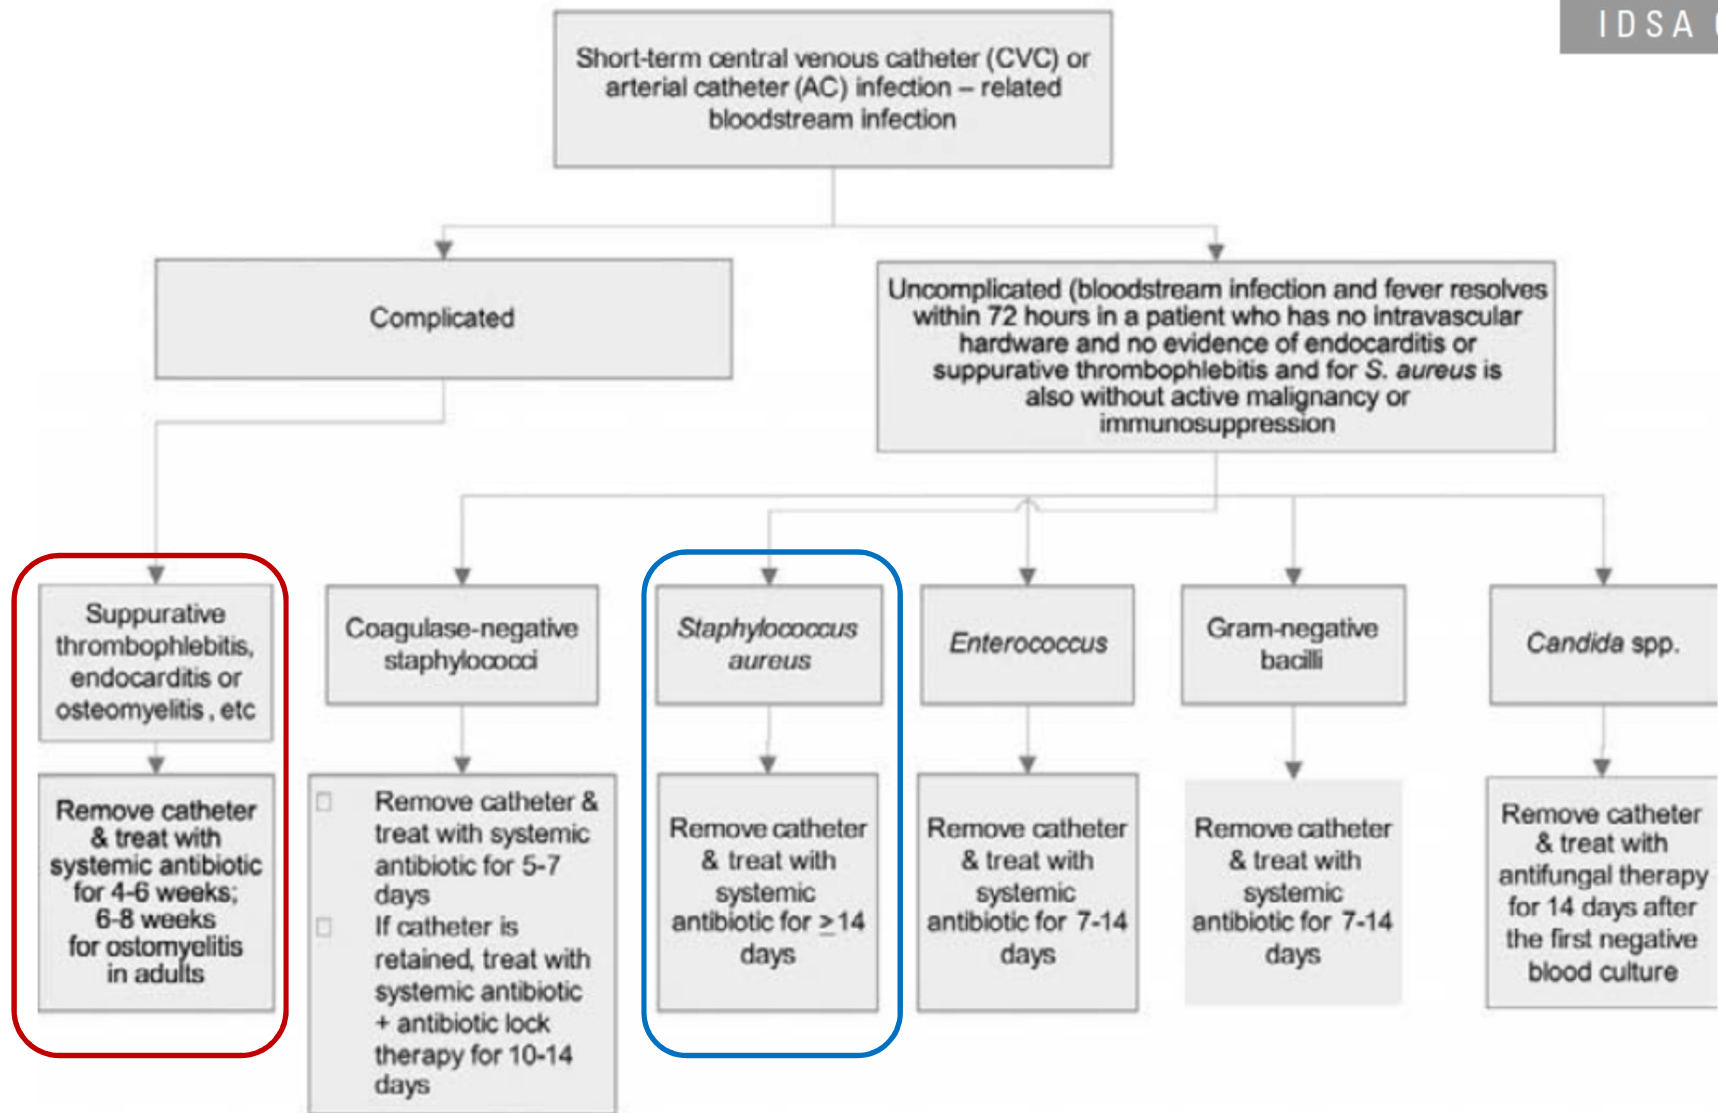 IDSA
Short-term central venous catheter (CVC) or
arterial catheter (AC) infection – related
bloodstream infection
Complicated
Uncomplicated (bloodstream infection and fever resolves
within 72 hours in a patient who has no intravascular
hardware and no evidence of endocarditis or
suppurative thrombophlebitis and for S. aureus is
also without active malignancy or
immunosuppression
Suppurative
thrombophlebitis,
endocarditis or
osteomyelitis , etc
Coagulase-negative
staphylococci
Staphylococcus
aureus
Enterococcus
Gram-negative
bacilli
Candida spp.
Remove catheter
& treat with
systemic antibiotic
for 4-6 weeks;
6-8 weeks
for ostomyelitis
in adults
Remove catheter &
treat with systemic
antibiotic for 5-7
days
If catheter is
retained, treat with
systemic antibiotic
+ antibiotic lock
therapy for 10-14
days
Remove catheter
& treat with
systemic
antibiotic for ≥14
days
Remove catheter
& treat with
systemic
antibiotic for 7-14
days
Remove catheter
& treat with
systemic
antibiotic for 7-14
days
Remove catheter
& treat with
antifungal therapy
for 14 days after
the first negative
blood culture